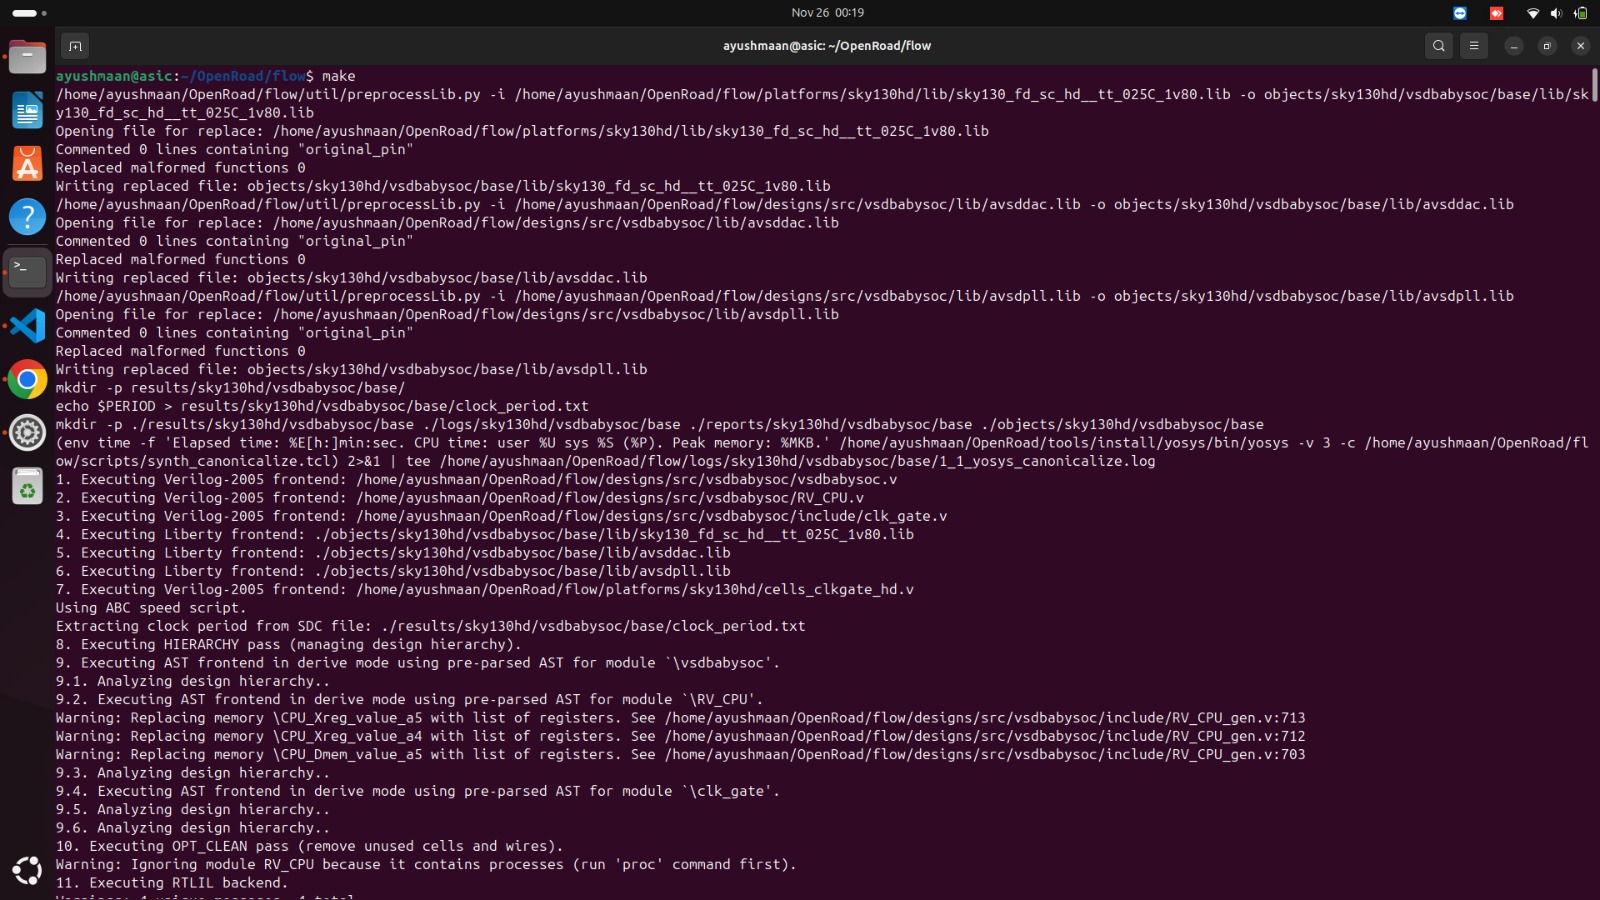 Nov 26 00:19
ayushmaan@asic: ~/OpenRoad/flow
ayushmaan@asic:~/OpenRoad/flow$ make
/home/ayushmaan/OpenRoad/flow/util/preprocessLib.py -i /home/ayushmaan/OpenRoad/flow/platforms/sky130hd/lib/sky130_fd_sc_hd__tt_025C_1v80.lib -o objects/sky130hd/vsdbabysoc/base/lib/sk
y130_fd_sc_hd__tt_025C_1v80.lib
Opening file for replace: /home/ayushmaan/OpenRoad/flow/platforms/sky130hd/lib/sky130_fd_sc_hd__tt_025C_1v80.lib
Commented 0 lines containing "original_pin"
Replaced malformed functions 0
Writing replaced file: objects/sky130hd/vsdbabysoc/base/lib/sky130_fd_sc_hd__tt_025C_1v80.lib
/home/ayushmaan/OpenRoad/flow/util/preprocessLib.py -i /home/ayushmaan/OpenRoad/flow/designs/src/vsdbabysoc/lib/avsddac.lib -o objects/sky130hd/vsdbabysoc/base/lib/avsddac.lib
Opening file for replace: /home/ayushmaan/OpenRoad/flow/designs/src/vsdbabysoc/lib/avsddac.lib
Commented 0 lines containing "original_pin"
Replaced malformed functions 0
Writing replaced file: objects/sky130hd/vsdbabysoc/base/lib/avsddac.lib
/home/ayushmaan/OpenRoad/flow/util/preprocessLib.py -i /home/ayushmaan/OpenRoad/flow/designs/src/vsdbabysoc/lib/avsdpll.lib -o objects/sky130hd/vsdbabysoc/base/lib/avsdpll.lib
Opening file for replace: /home/ayushmaan/OpenRoad/flow/designs/src/vsdbabysoc/lib/avsdpll.lib
Commented 0 lines containing "original_pin"
Replaced malformed functions 0
Writing replaced file: objects/sky130hd/vsdbabysoc/base/lib/avsdpll.lib
mkdir -p results/sky130hd/vsdbabysoc/base/
echo $PERIOD > results/sky130hd/vsdbabysoc/base/clock_period.txt
mkdir -p ./results/sky130hd/vsdbabysoc/base ./logs/sky130hd/vsdbabysoc/base ./reports/sky130hd/vsdbabysoc/base ./objects/sky130hd/vsdbabysoc/base
(env time -f 'Elapsed time: %E[h:]min:sec. CPU time: user %U sys %S (%P). Peak memory: %MKB.' /home/ayushmaan/OpenRoad/tools/install/yosys/bin/yosys -v 3 -c /home/ayushmaan/OpenRoad/fl
ow/scripts/synth_canonicalize.tcl) 2>&1 | tee /home/ayushmaan/OpenRoad/flow/logs/sky130hd/vsdbabysoc/base/1_1_yosys_canonicalize.log
1. Executing Verilog-2005 frontend: /home/ayushmaan/OpenRoad/flow/designs/src/vsdbabysoc/vsdbabysoc.v
2. Executing Verilog-2005 frontend: /home/ayushmaan/OpenRoad/flow/designs/src/vsdbabysoc/RV_CPU.v
3. Executing Verilog-2005 frontend: /home/ayushmaan/OpenRoad/flow/designs/src/vsdbabysoc/include/clk_gate.v
4. Executing Liberty frontend: ./objects/sky130hd/vsdbabysoc/base/lib/sky130_fd_sc_hd__tt_025C_1v80.lib
5. Executing Liberty frontend: ./objects/sky130hd/vsdbabysoc/base/lib/avsddac.lib
6. Executing Liberty frontend: ./objects/sky130hd/vsdbabysoc/base/lib/avsdpll.lib
7. Executing Verilog-2005 frontend: /home/ayushmaan/OpenRoad/flow/platforms/sky130hd/cells_clkgate_hd.v
Using ABC speed script.
Extracting clock period from SDC file: ./results/sky130hd/vsdbabysoc/base/clock_period.txt
8. Executing HIERARCHY pass (managing design hierarchy).
9. Executing AST frontend in derive mode using pre-parsed AST for module `\vsdbabysoc'.
9.1. Analyzing design hierarchy..
9.2. Executing AST frontend in derive mode using pre-parsed AST for module `\RV_CPU'.
Warning: Replacing memory \CPU_Xreg_value_a5 with list of registers. See /home/ayushmaan/OpenRoad/flow/designs/src/vsdbabysoc/include/RV_CPU_gen.v:713
Warning: Replacing memory \CPU_Xreg_value_a4 with list of registers. See /home/ayushmaan/OpenRoad/flow/designs/src/vsdbabysoc/include/RV_CPU_gen.v:712
Warning: Replacing memory \CPU_Dmem_value_a5 with list of registers. See /home/ayushmaan/OpenRoad/flow/designs/src/vsdbabysoc/include/RV_CPU_gen.v:703
9.3. Analyzing design hierarchy..
9.4. Executing AST frontend in derive mode using pre-parsed AST for module `\clk_gate'.
9.5. Analyzing design hierarchy..
9.6. Analyzing design hierarchy..
10. Executing OPT_CLEAN pass (remove unused cells and wires).
Warning: Ignoring module RV_CPU because it contains processes (run 'proc' command first).
11. Executing RTLIL backend.